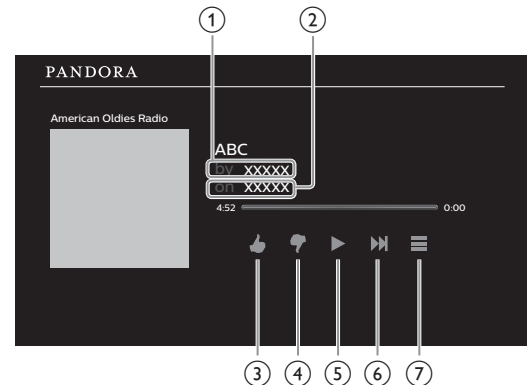 ① ②
PANDORA
American Oldies Radio
ABC
by xxxxx
on xxxxx
4:52 0:00
③ ④ ⑤ ⑥ ⑦